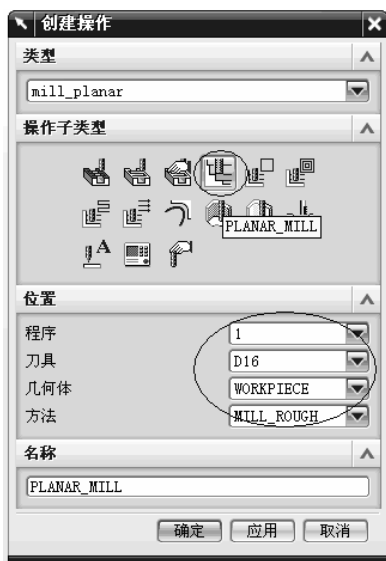 创建操作
类型
mill_planar
操作子类型
PLANAR_MILL
A
位置
程序 1
刀具 D16
几何体 WORKPIECE
方法 MILL_ROUGH
名称
PLANAR_MILL
确定 应用 取消